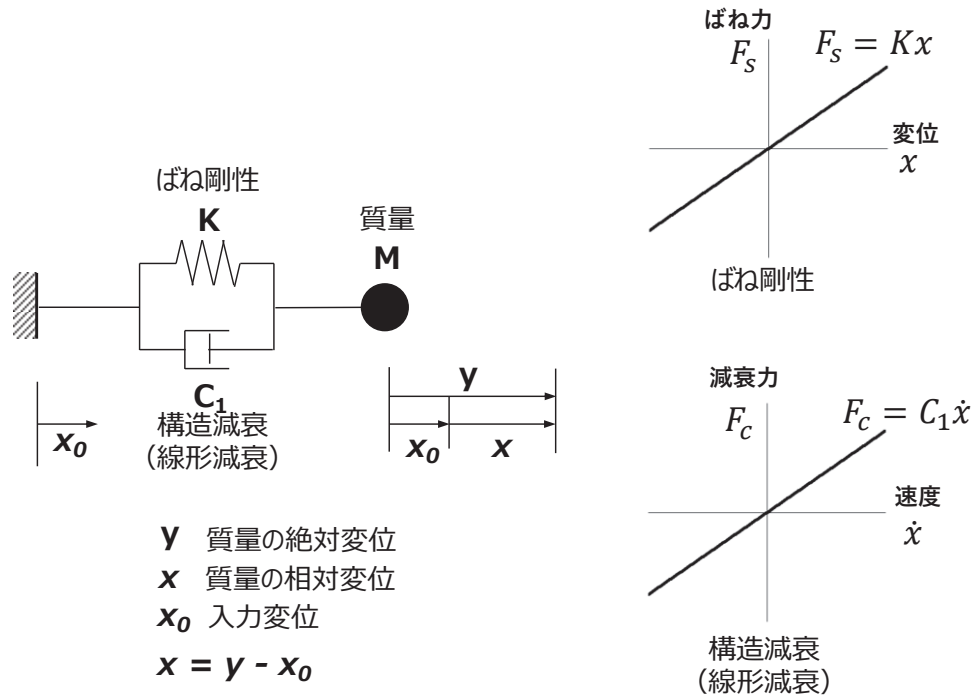 ばね剛性
K
質量
M
C₁
構造減衰
（線形減衰）
x₀
y
x₀
x
y 質量の絶対変位
x 質量の相対変位
x₀ 入力変位
x = y - x₀
ばね力
Fₛ
Fₛ = Kx
変位
x
ばね剛性
減衰力
F_c
F_c = C₁ẋ
速度
ẋ
構造減衰
（線形減衰）